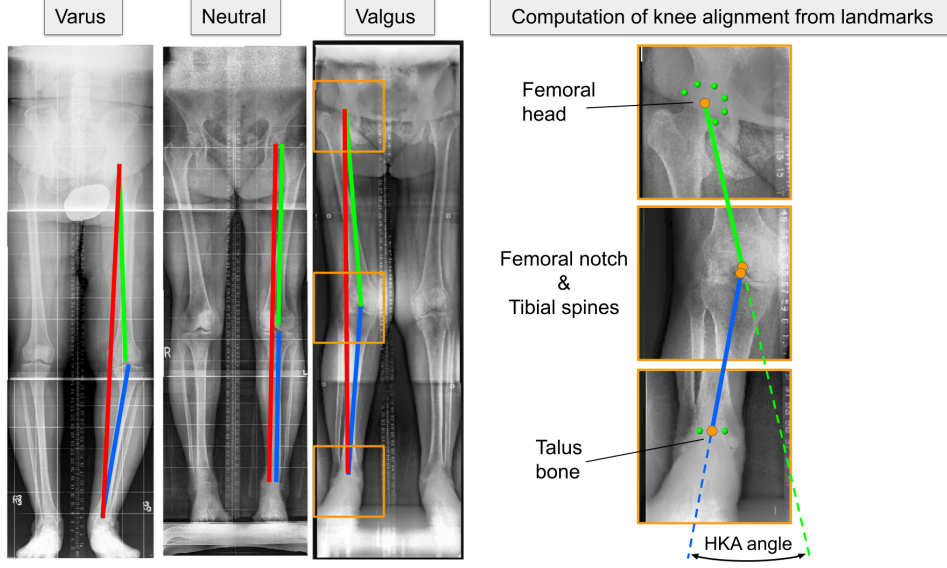 Varus
Neutral
Valgus
Computation of knee alignment from landmarks
Femoral
head
Femoral notch
&
Tibial spines
Talus
bone
HKA angle
R